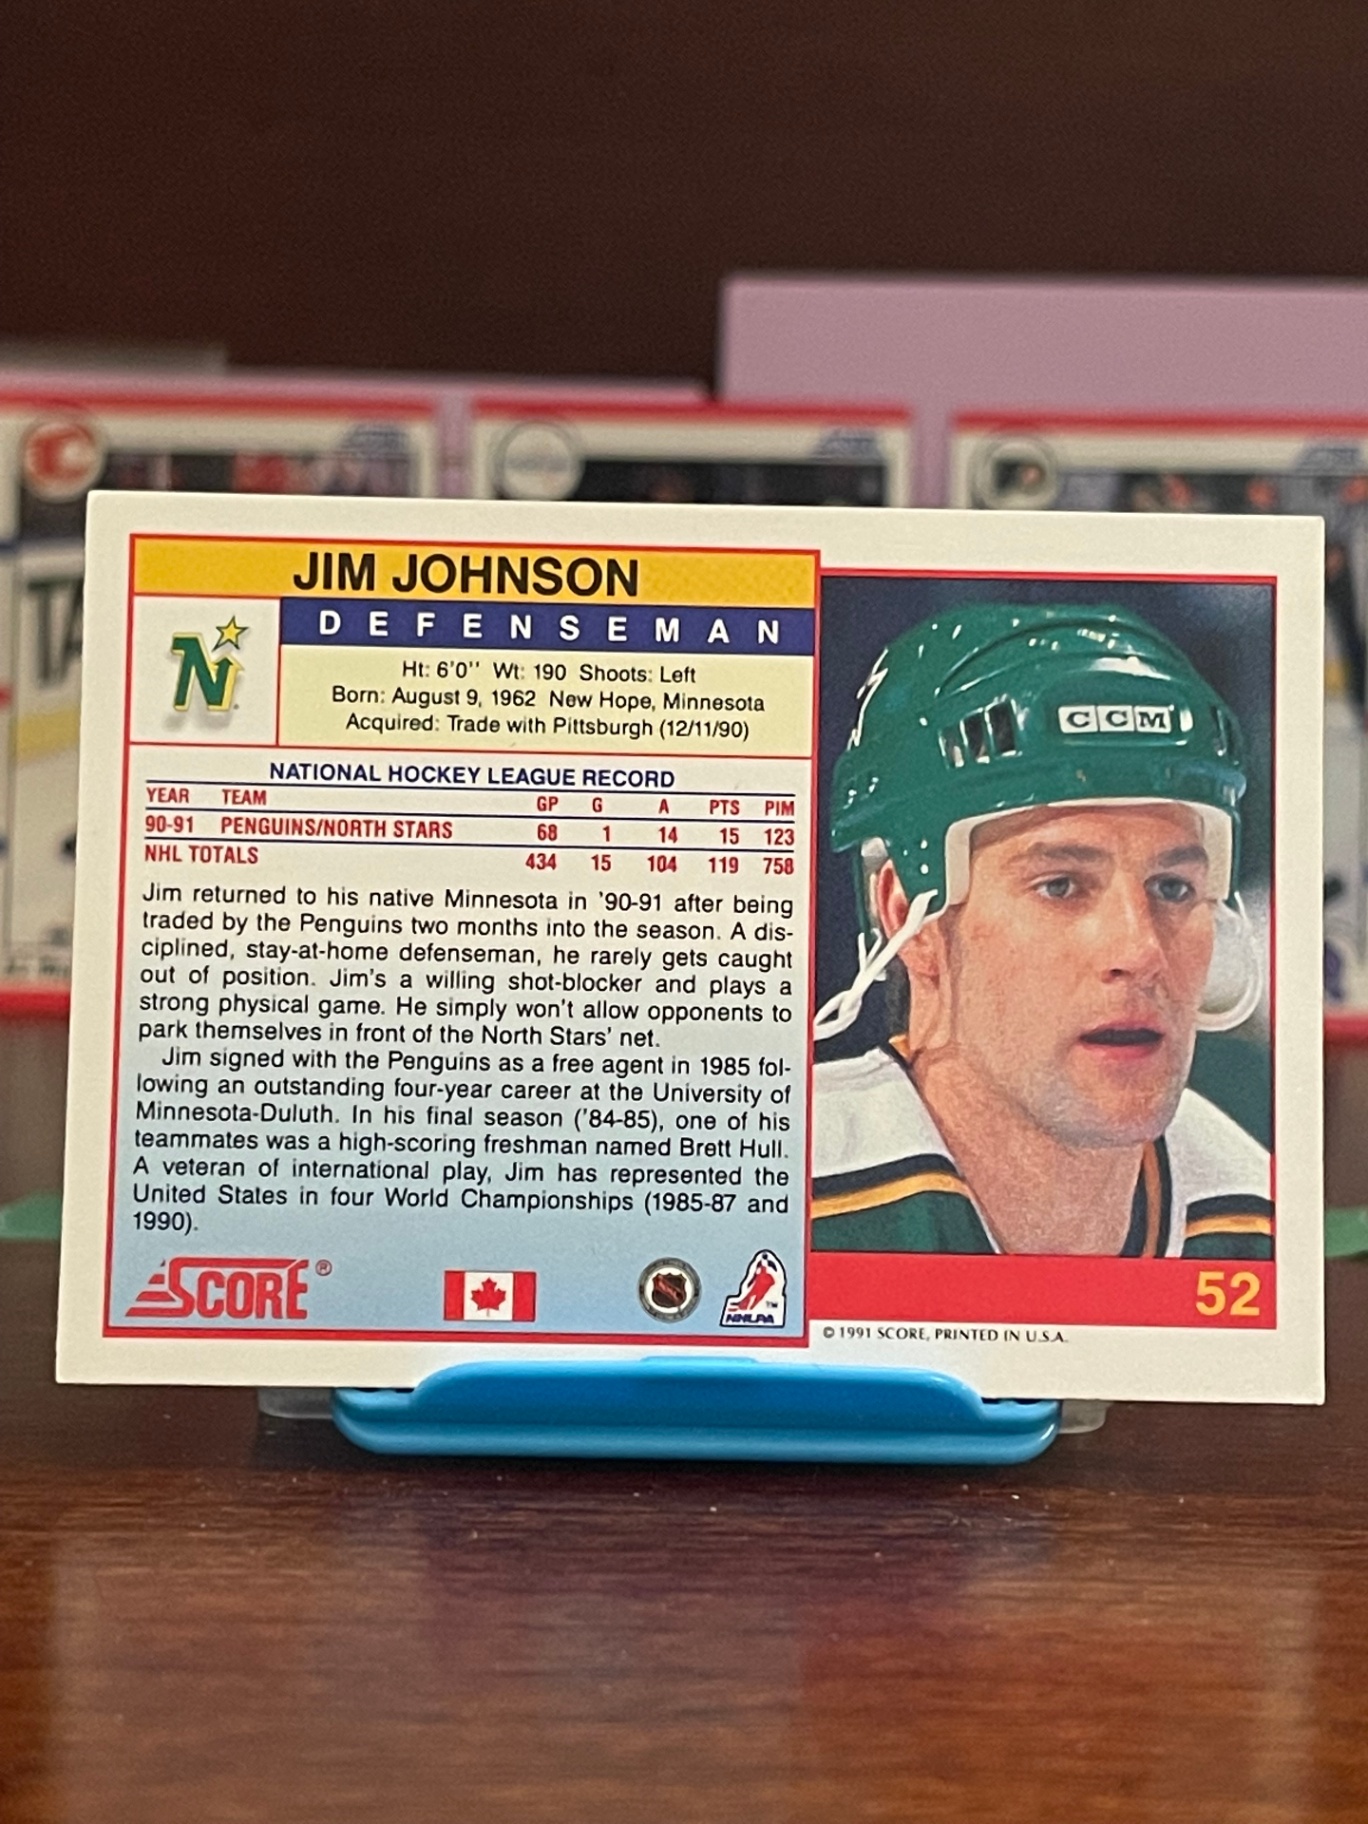 JIM JOHNSON
DEFENSEMAN
Ht: 6'0'' Wt: 190 Shoots: Left
Born: August 9, 1962 New Hope, Minnesota
Acquired: Trade with Pittsburgh (12/11/90)
N
NATIONAL HOCKEY LEAGUE RECORD
YEAR TEAM GP G A PTS PIM
90-91 PENGUINS/NORTH STARS 68 1 14 15 123
NHL TOTALS 434 15 104 119 758
Jim returned to his native Minnesota in '90-91 after being
traded by the Penguins two months into the season. A dis-
ciplined, stay-at-home defenseman, he rarely gets caught
out of position. Jim's a willing shot-blocker and plays a
strong physical game. He simply won't allow opponents to
park themselves in front of the North Stars' net.
Jim signed with the Penguins as a free agent in 1985 fol-
lowing an outstanding four-year career at the University of
Minnesota-Duluth. In his final season ('84-85), one of his
teammates was a high-scoring freshman named Brett Hull.
A veteran of international play, Jim has represented the
United States in four World Championships (1985-87 and
1990).
SCORE®
NHL
NHLPA
TM
CCM
52
© 1991 SCORE, PRINTED IN U.S.A.
TA